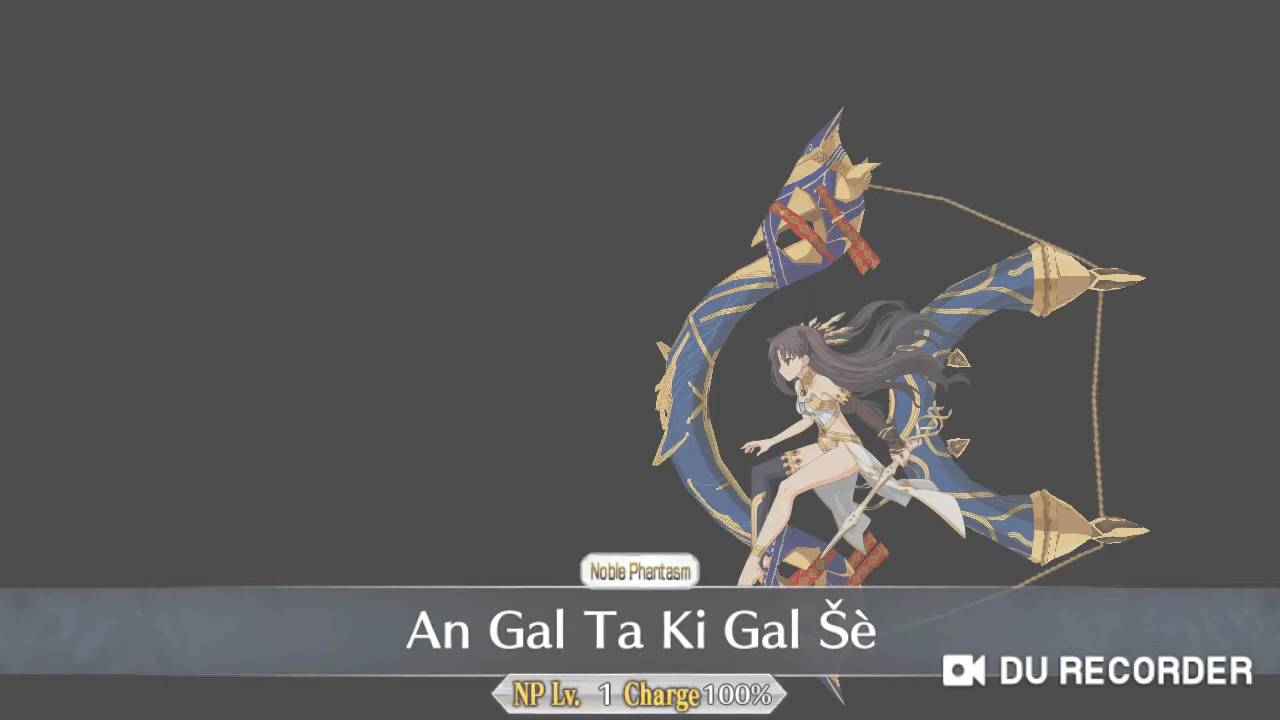 Noble Phantasm
An Gal Ta Ki Gal Šè
NP Lv. 1 Charge 100%
DU RECORDER